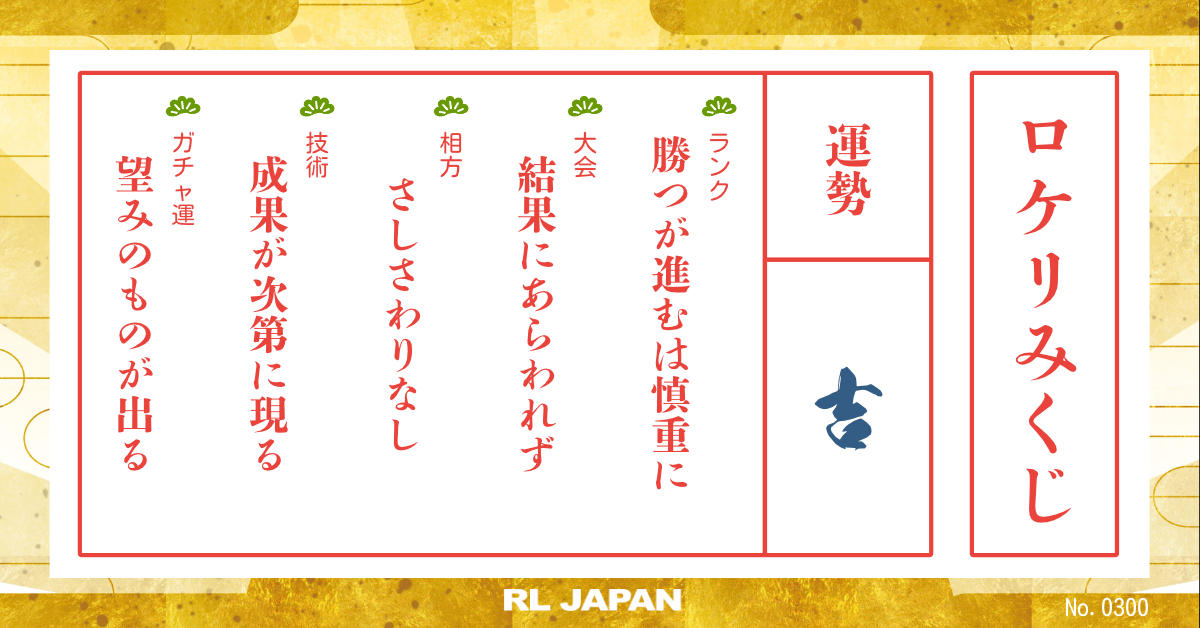 ロケリみくじ
運勢
吉
ランク
勝つが進むは慎重に
大会
結果にあらわれず
相方
さしさわりなし
技術
成果が次第に現る
ガチャ運
望みのものが出る
RL JAPAN
No. 0300